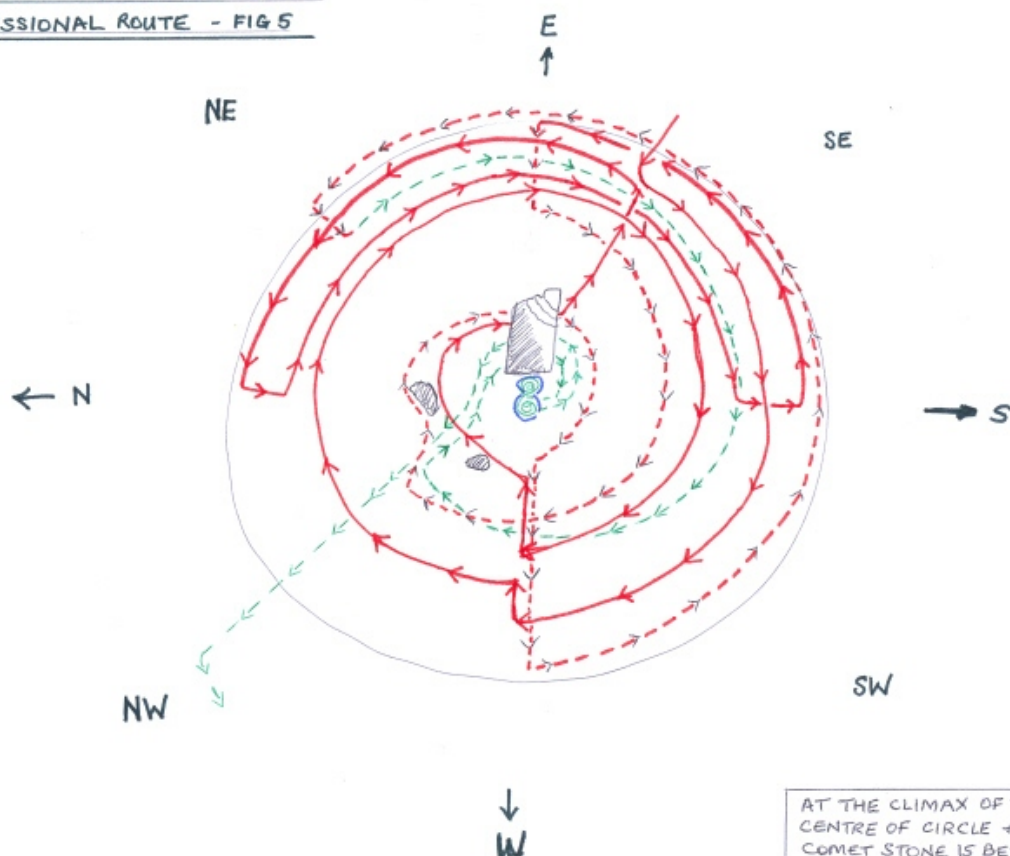 SSIONAL ROUTE - FIG 5
E
NE
SE
N
S
NW
SW
W
AT THE CLIMAX OF
CENTRE OF CIRCLE
COMET STONE IS BE